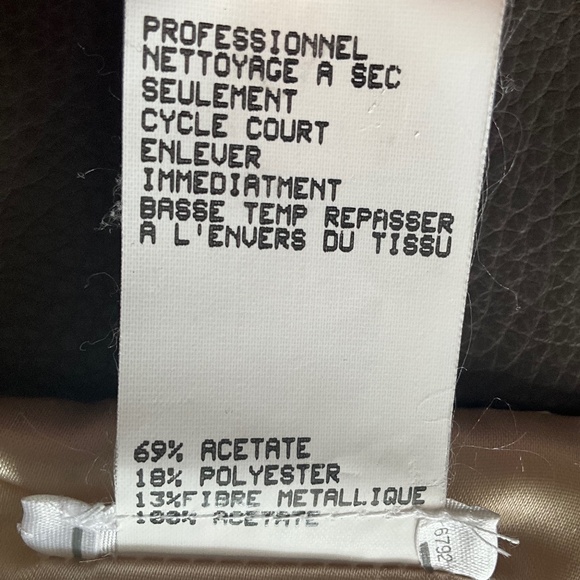 PROFESSIONNEL
NETTOYAGE A SEC
SEULEMENT
CYCLE COURT
ENLEVER
IMMEDIATMENT
BASSE TEMP REPASSER
A L'ENVERS DU TISSU
69% ACETATE
18% POLYESTER
13%FIBRE METALLIQUE
100% ACETATE
6792